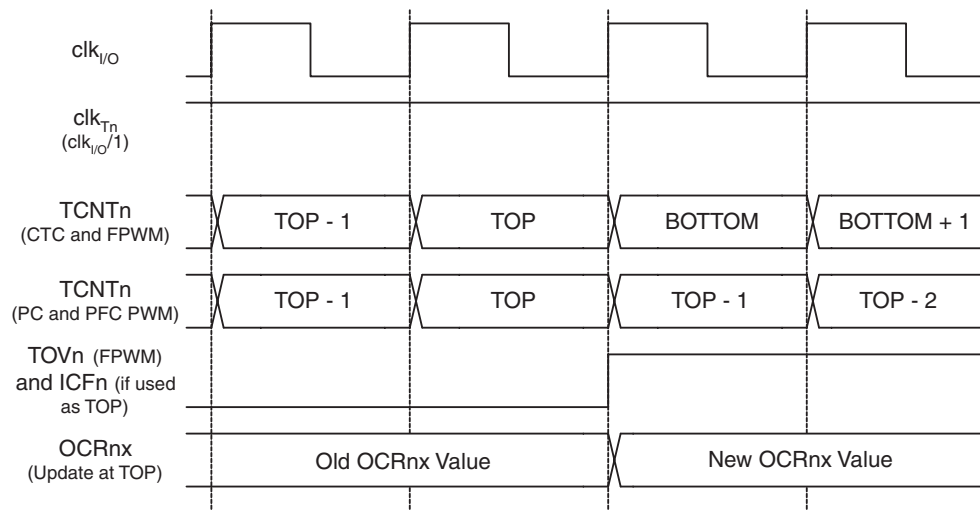 clkI/O
clkTn
(clkI/O/1)
TCNTn
(CTC and FPWM)
TOP - 1
TOP
BOTTOM
BOTTOM + 1
TCNTn
(PC and PFC PWM)
TOP - 1
TOP
TOP - 1
TOP - 2
TOVn (FPWM)
and ICFn (if used
as TOP)
OCRnx
(Update at TOP)
Old OCRnx Value
New OCRnx Value